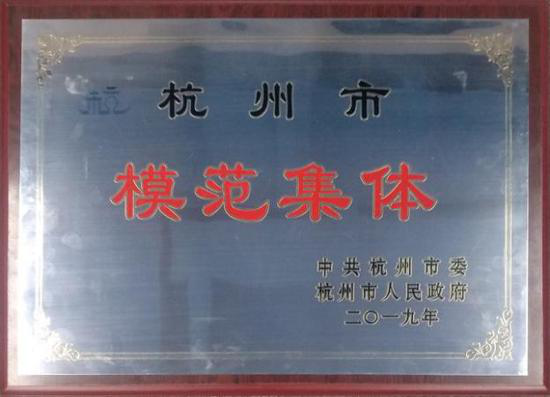 杭州市
模范集体
中共杭州市委
杭州市人民政府
二〇一九年